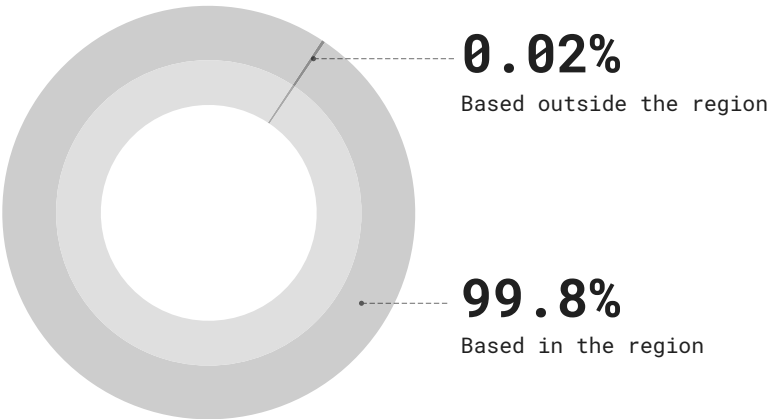 0.02%
Based outside the region
99.8%
Based in the region